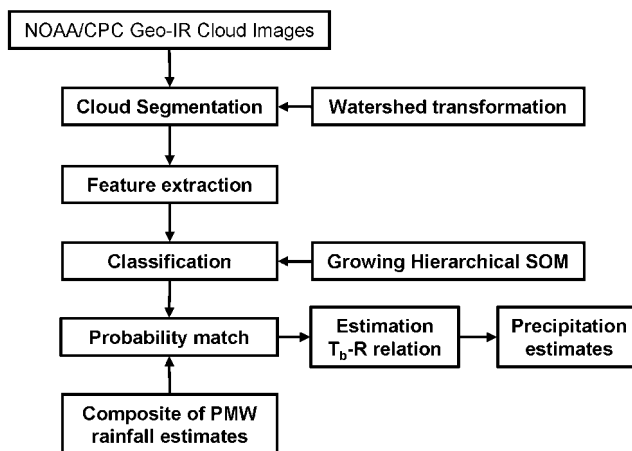 NOAA/CPC Geo-IR Cloud Images
Cloud Segmentation
Watershed transformation
Feature extraction
Classification
Growing Hierarchical SOM
Probability match
Estimation
T_b-R relation
Precipitation
estimates
Composite of PMW
rainfall estimates